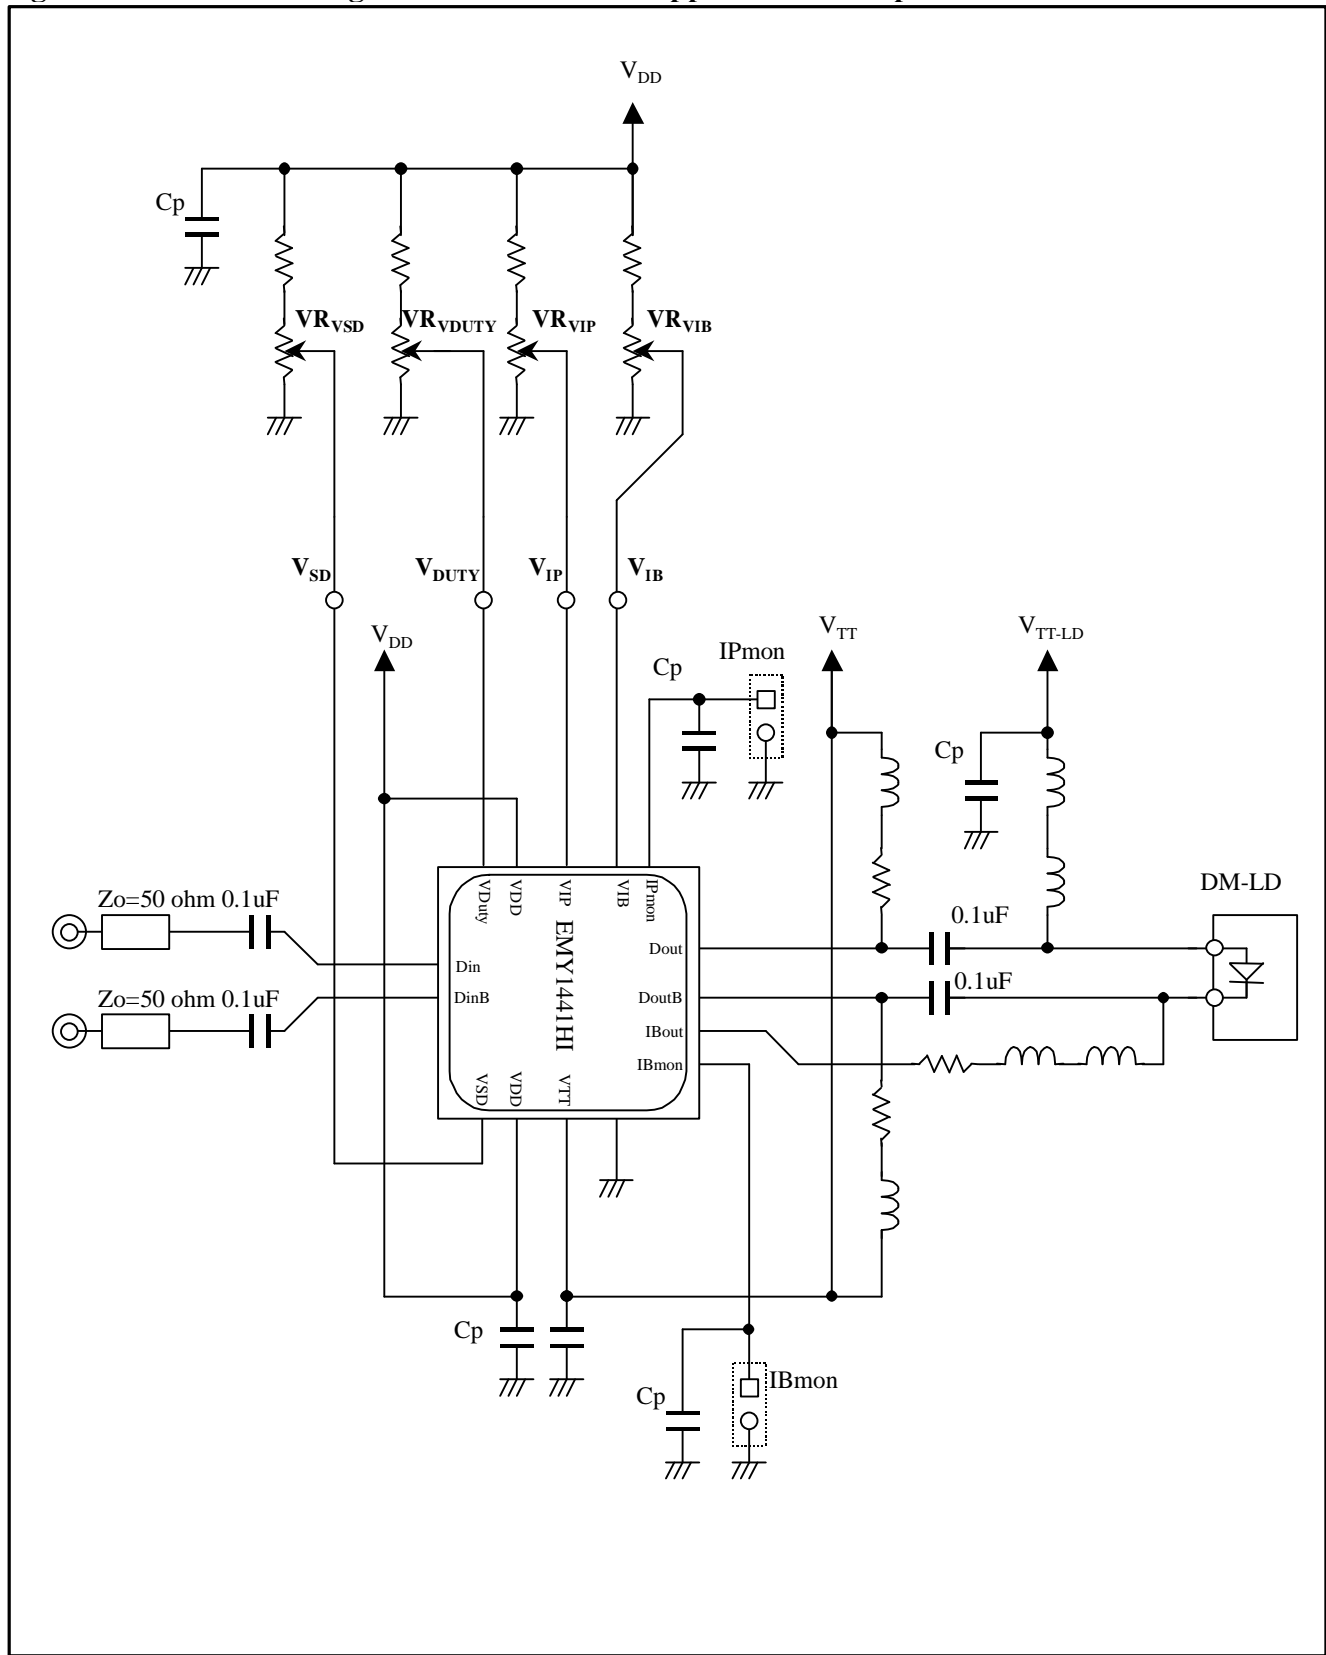 V_DD
Cp
VR_VSD
VR_VDUTY
VR_VIP
VR_VIB
V_SD
V_DUTY
V_IP
V_IB
V_DD
Cp
IPmon
V_TT
V_TT-LD
Cp
VDuty
VDD
VIP
VIB
IPmon
DM-LD
Zo=50 ohm 0.1uF
0.1uF
Din
EMY1441HI
Dout
Zo=50 ohm 0.1uF
DinB
DoutB
0.1uF
IBout
IBmon
VSD
VDD
VTT
Cp
Cp
IBmon